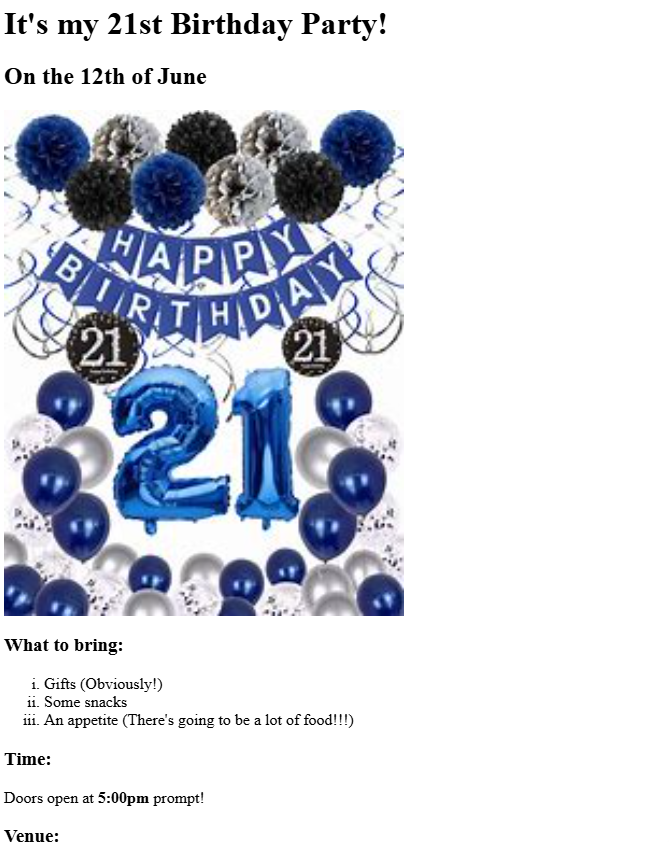 It's my 21st Birthday Party!
On the 12th of June
HAPPY
BIRTHDAY
21
21
21
What to bring:
i. Gifts (Obviously!)
ii. Some snacks
iii. An appetite (There's going to be a lot of food!!!)
Time:
Doors open at 5:00pm prompt!
Venue: